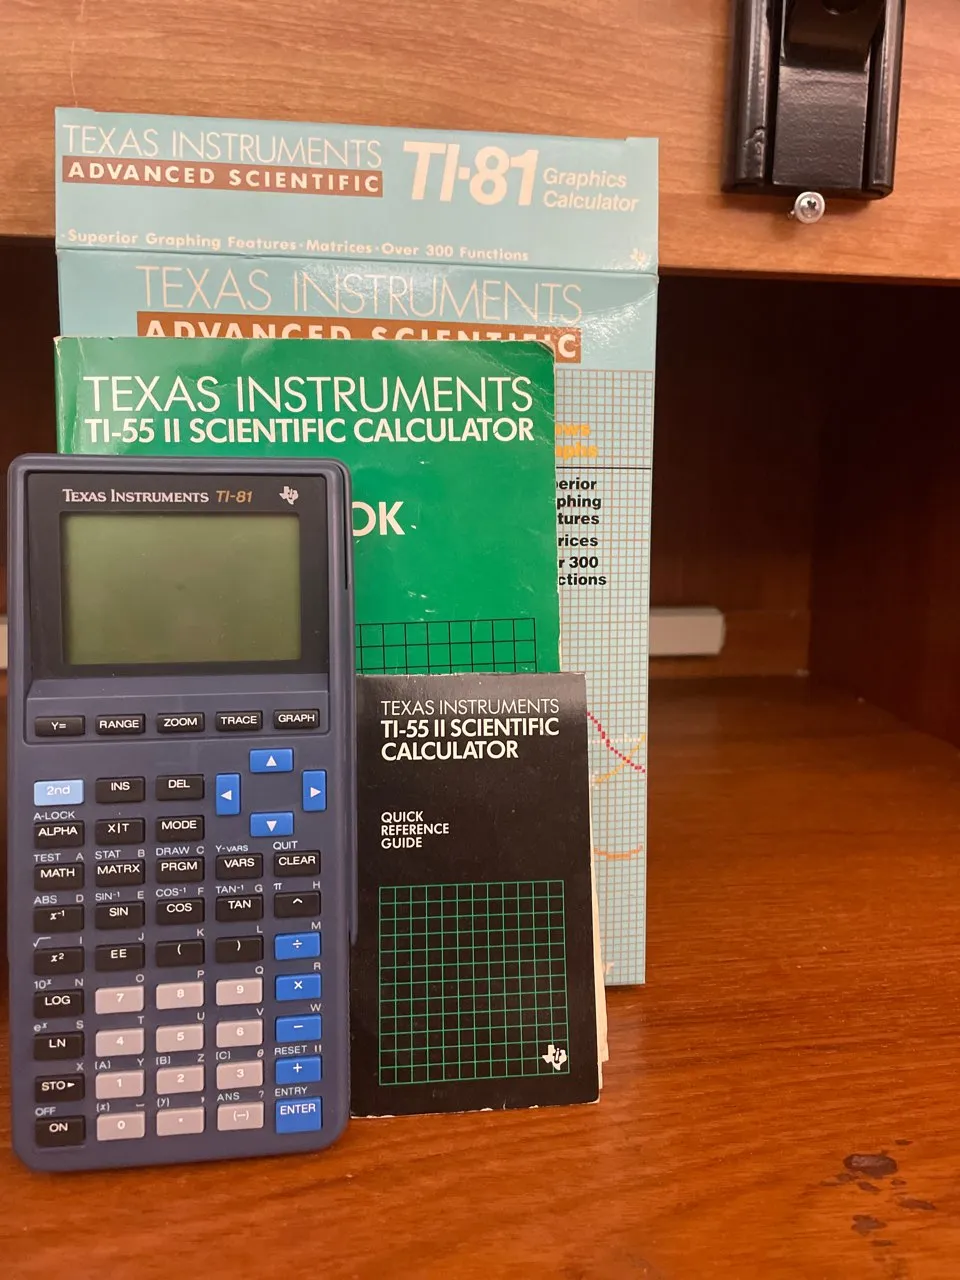 TEXAS INSTRUMENTS
ADVANCED SCIENTIFIC
TI-81 Graphics
Calculator
·Superior Graphing Features·Matrices·Over 300 Functions
TEXAS INSTRUMENTS
ADVANCED SCIENTIFIC
erior
phing
tures
rices
r 300
ctions
TEXAS INSTRUMENTS
TI-55 II SCIENTIFIC CALCULATOR
OK
TEXAS INSTRUMENTS
TI-55 II SCIENTIFIC
CALCULATOR
QUICK
REFERENCE
GUIDE
TEXAS INSTRUMENTS TI-81
Y= RANGE ZOOM TRACE GRAPH
2nd INS DEL ▲ ◀ ▶
A-LOCK
ALPHA X|T MODE ▼
TEST A STAT B DRAW C Y-VARS QUIT
MATH MATRX PRGM VARS CLEAR
ABS D SIN⁻¹ E COS⁻¹ F TAN⁻¹ G π H
x⁻¹ SIN COS TAN ^
√ I J K L M
x² EE ( ) ÷
10ˣ N O P Q R
LOG 7 8 9 ×
eˣ S T U V W
LN 4 5 6 −
X [A] Y [B] Z [C] θ RESET
STO► 1 2 3 +
OFF (x) (y) ANS ? ENTRY
ON 0 . (−) ENTER